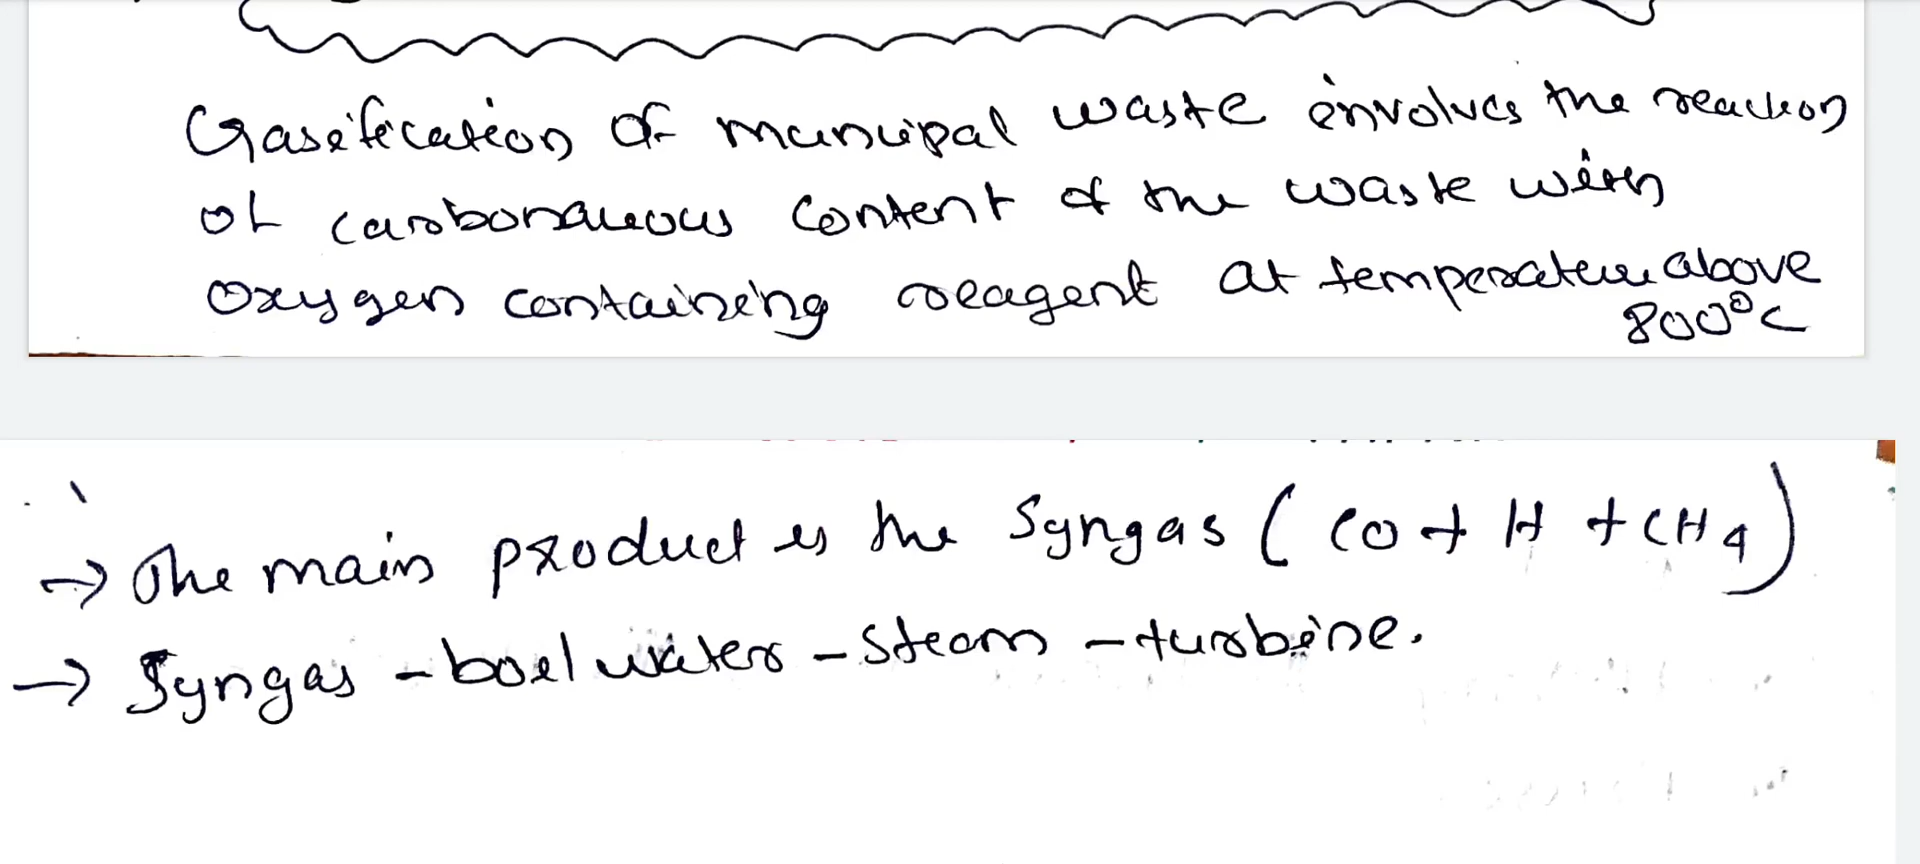 Gasification of municipal waste involves the reaction
of carbonaceous content of the waste with
oxygen containing reagent at temperature above
800°C
→ The main product is the Syngas ( CO + H + CH4 )
→ Syngas - boil water - Steam - turbine.